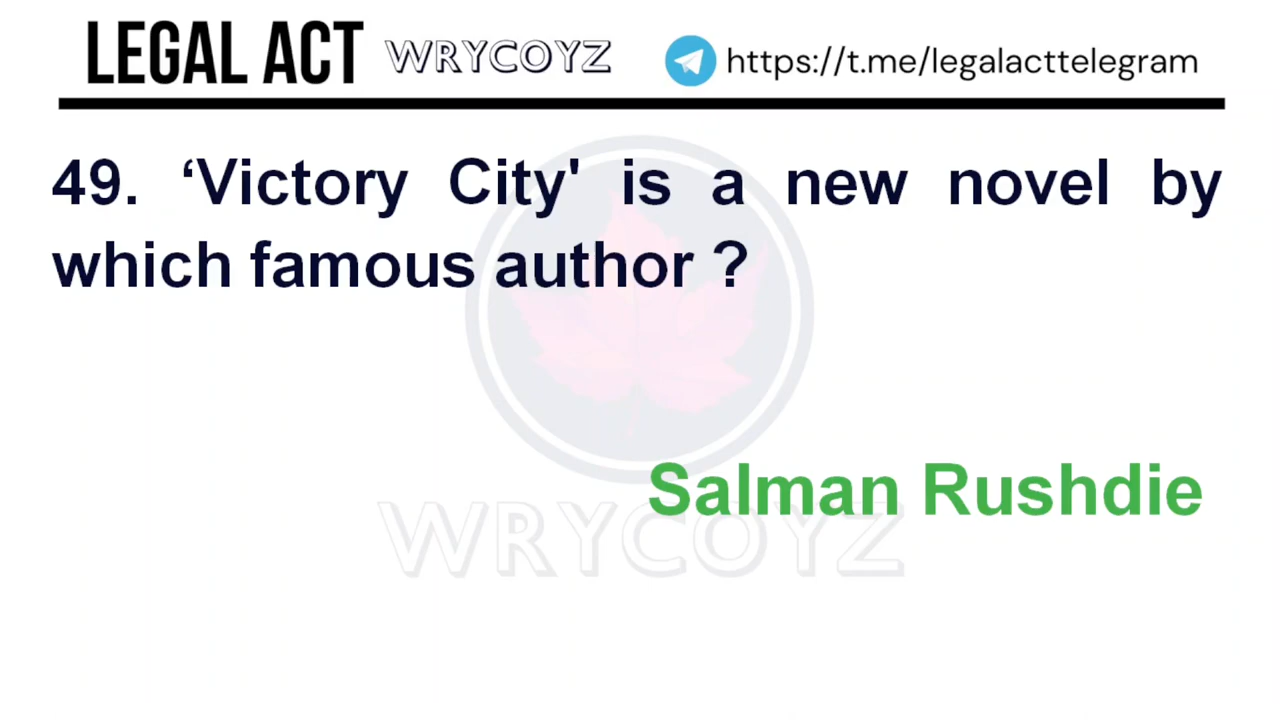 LEGAL ACT WRYCOYZ https://t.me/legalacttelegram
49. ‘Victory City' is a new novel by
which famous author ?
Salman Rushdie
WRYCOYZ